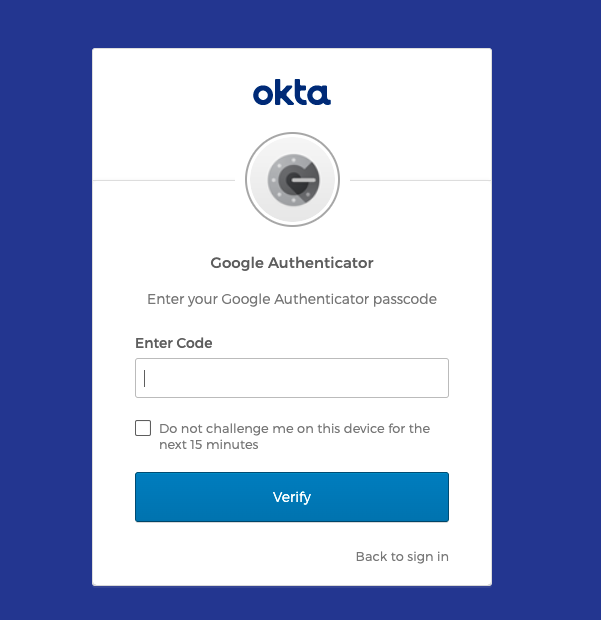 okta
Google Authenticator
Enter your Google Authenticator passcode
Enter Code
Do not challenge me on this device for the
next 15 minutes
Verify
Back to sign in